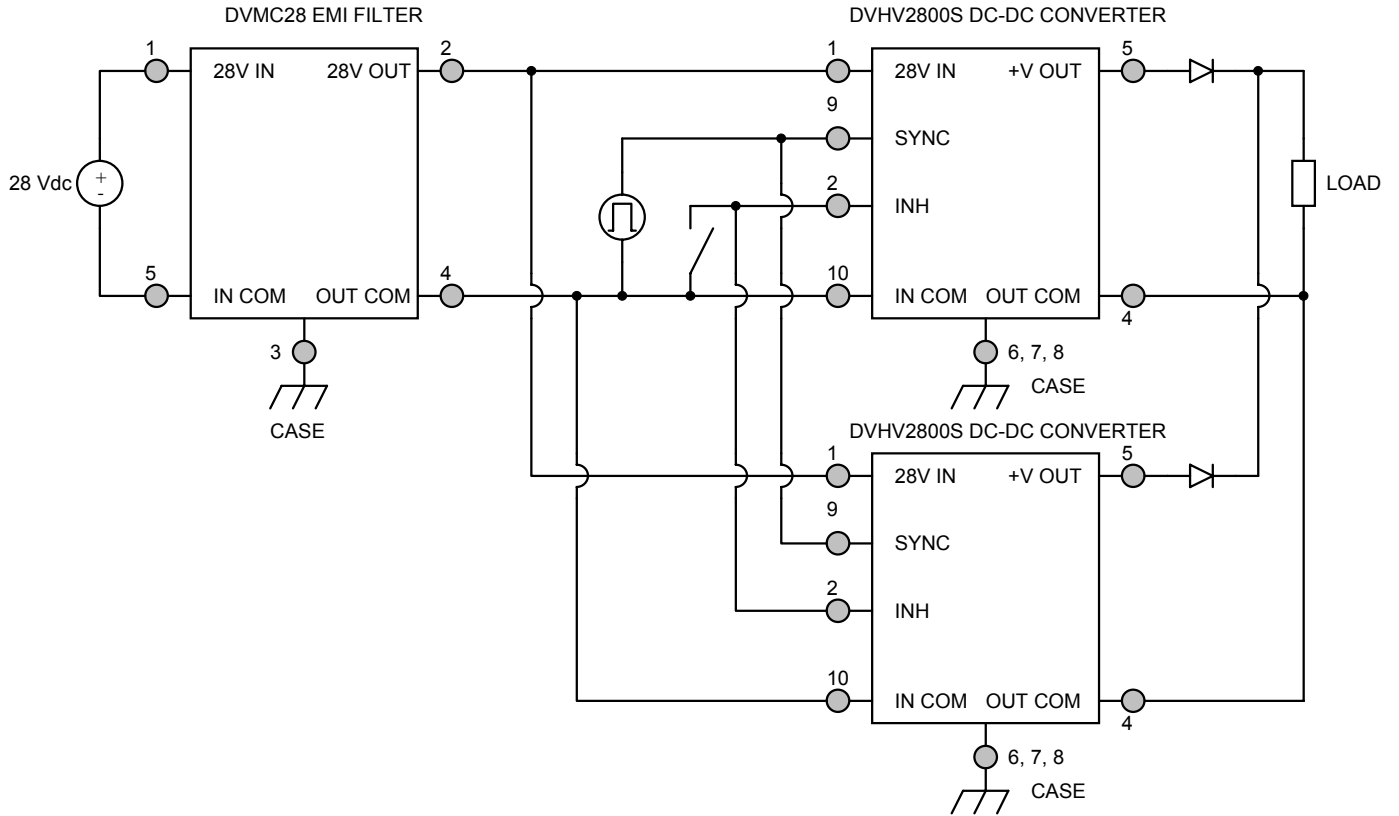 DVMC28 EMI FILTER
DVHV2800S DC-DC CONVERTER
1
28V IN
28V OUT
2
1
28V IN
+V OUT
5
9
SYNC
28 Vdc
+
-
2
INH
LOAD
5
IN COM
OUT COM
4
10
IN COM
OUT COM
4
3
CASE
6, 7, 8
CASE
DVHV2800S DC-DC CONVERTER
1
28V IN
+V OUT
5
9
SYNC
2
INH
10
IN COM
OUT COM
4
6, 7, 8
CASE